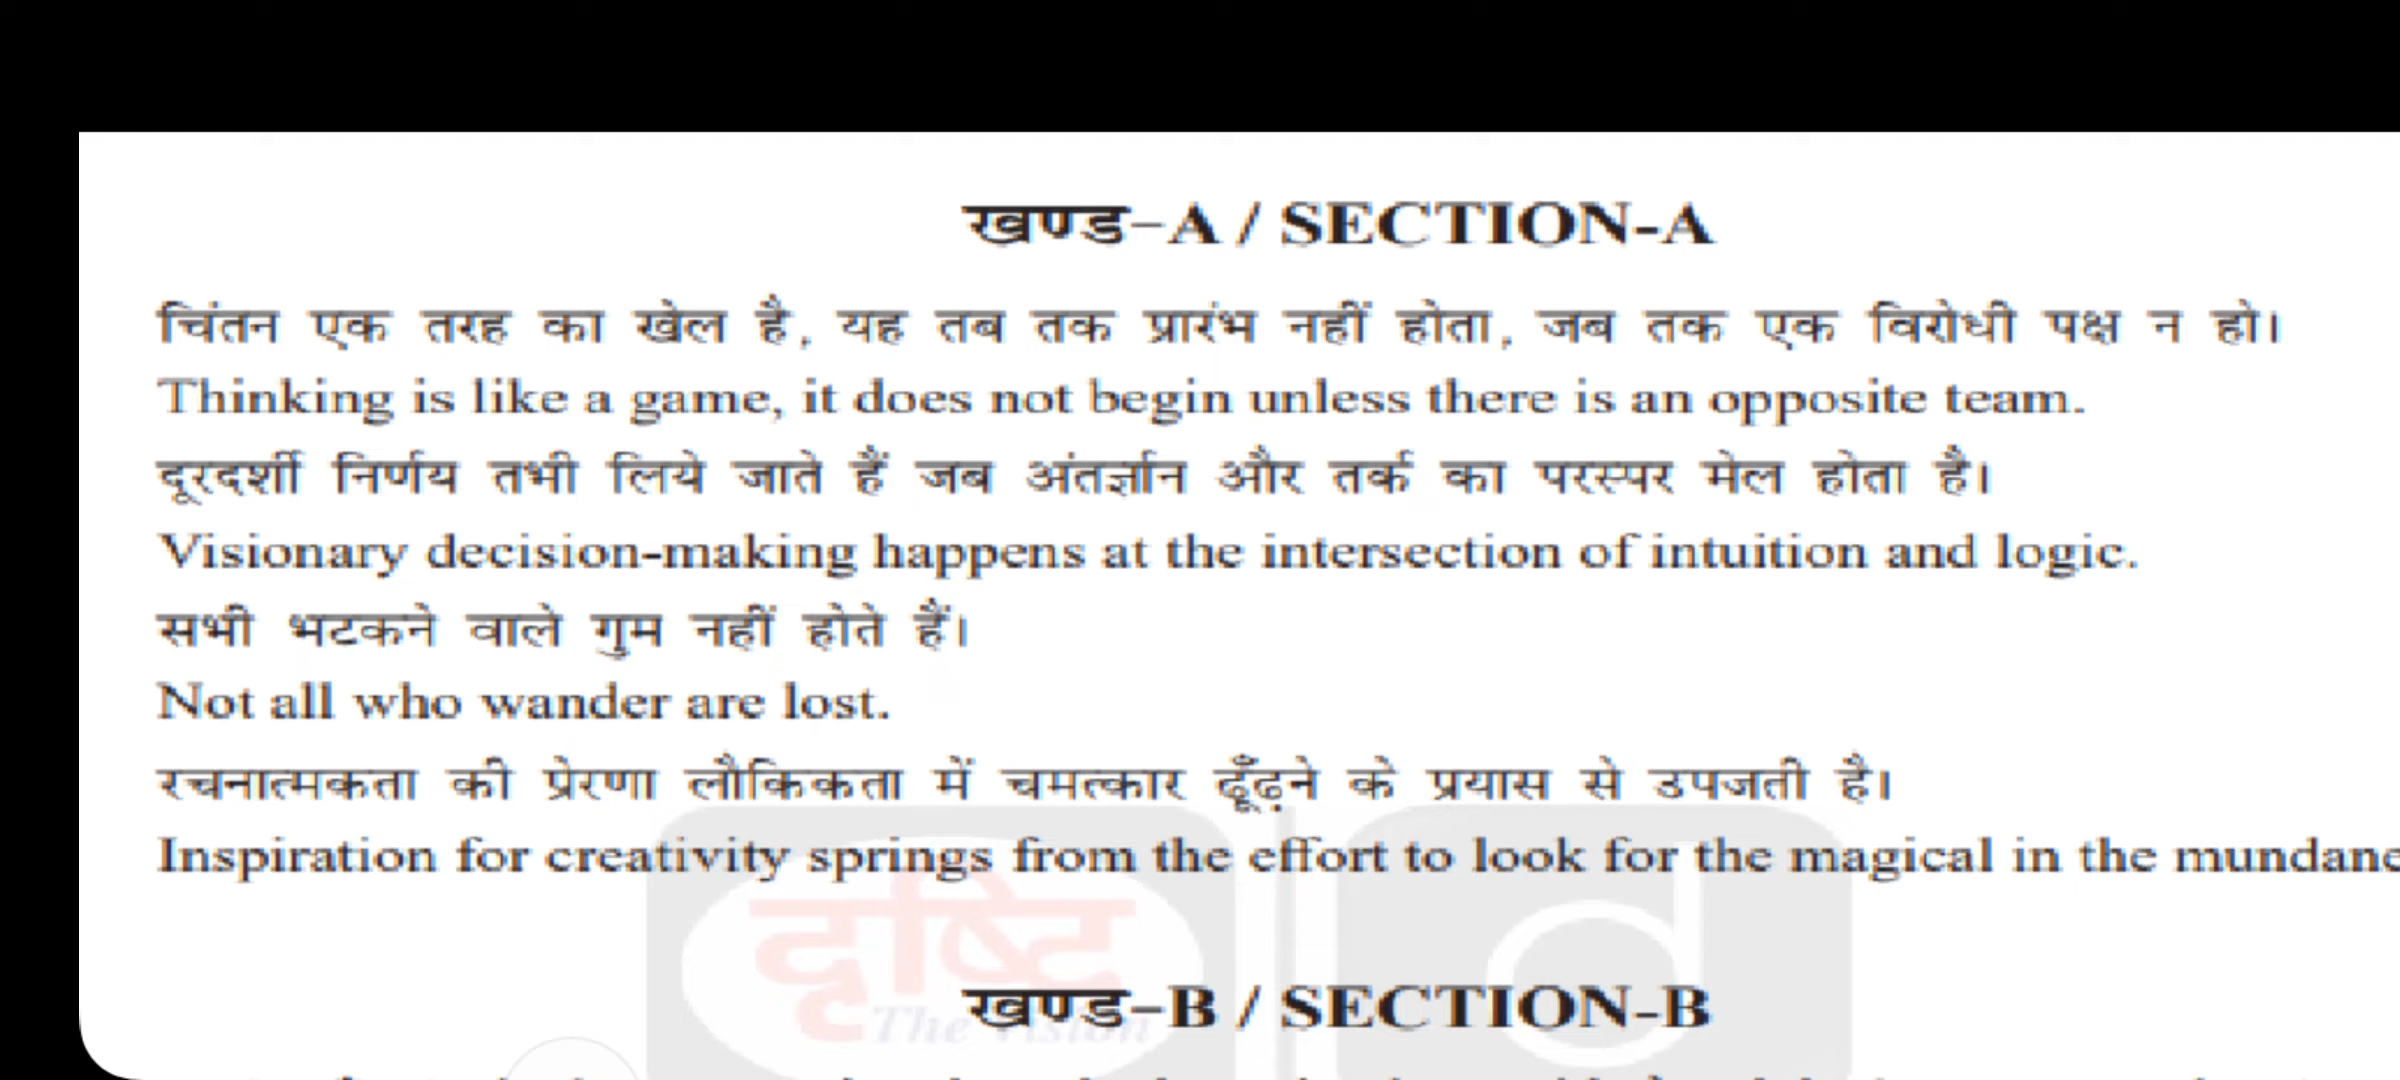 खण्ड-A / SECTION-A
चिंतन एक तरह का खेल है, यह तब तक प्रारंभ नहीं होता, जब तक एक विरोधी पक्ष न हो।
Thinking is like a game, it does not begin unless there is an opposite team.
दूरदर्शी निर्णय तभी लिये जाते हैं जब अंतर्ज्ञान और तर्क का परस्पर मेल होता है।
Visionary decision-making happens at the intersection of intuition and logic.
सभी भटकने वाले गुम नहीं होते हैं।
Not all who wander are lost.
रचनात्मकता की प्रेरणा लौकिकता में चमत्कार ढूँढ़ने के प्रयास से उपजती है।
Inspiration for creativity springs from the effort to look for the magical in the mundane
दृष्टि
The Vision
खण्ड-B / SECTION-B